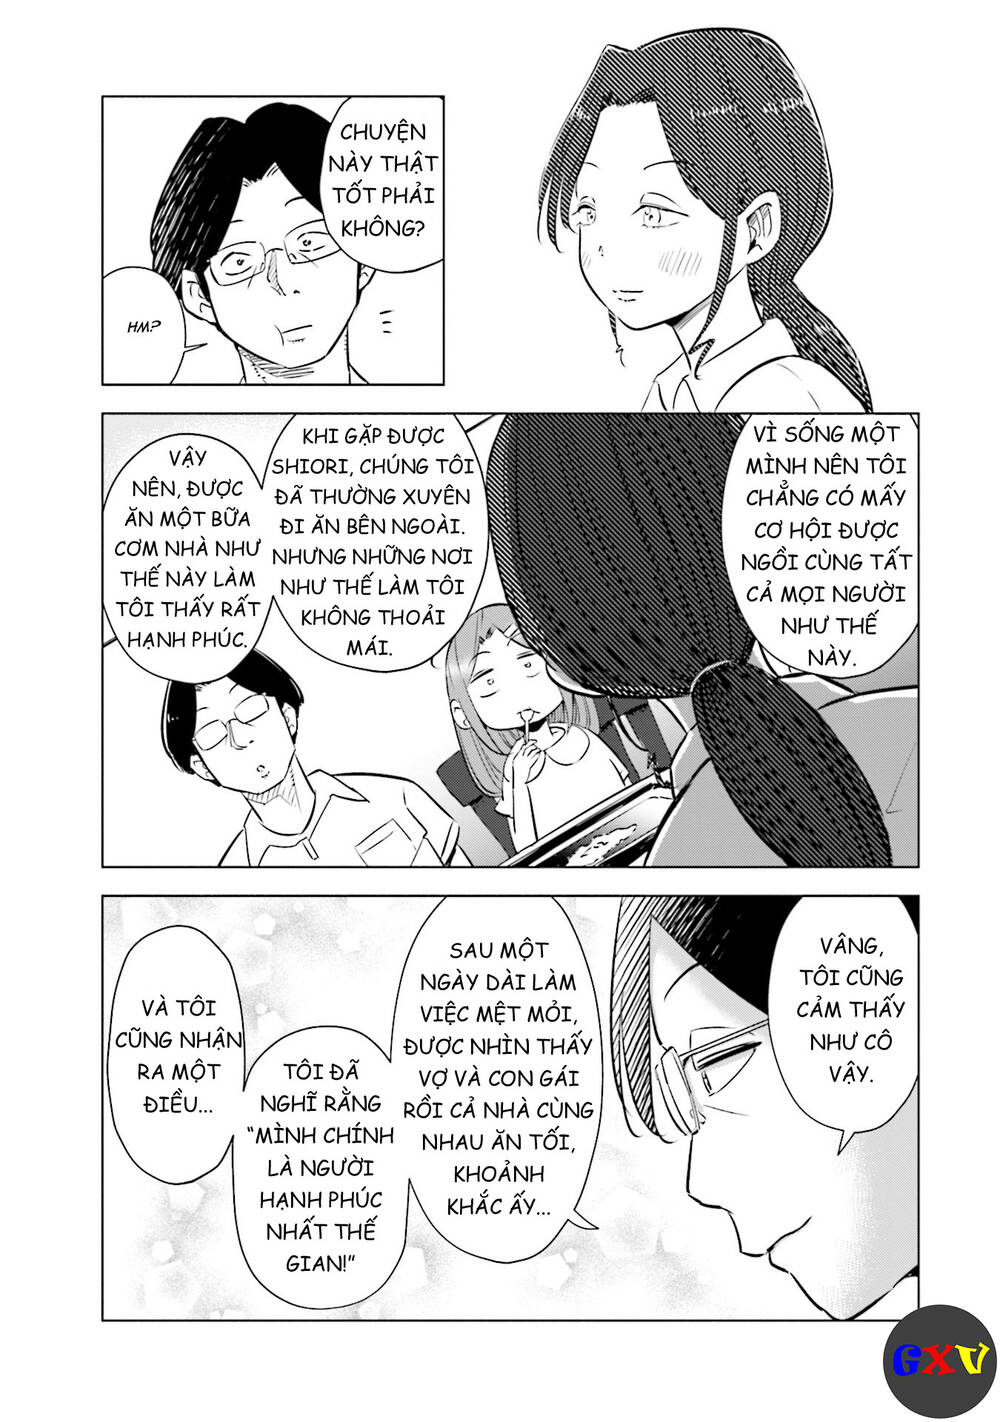 CHUYỆN
NÀY THẬT
TỐT PHẢI
KHÔNG?
HM?
VÌ SỐNG MỘT
MÌNH NÊN TÔI
CHẲNG CÓ MẤY
CƠ HỘI ĐƯỢC
NGỒI CÙNG TẤT
CẢ MỌI NGƯỜI
NHƯ THẾ
NÀY.
KHI GẶP ĐƯỢC
SHIORI, CHÚNG TÔI
ĐÃ THƯỜNG XUYÊN
ĐI ĂN BÊN NGOÀI.
NHƯNG NHỮNG NƠI
NHƯ THẾ LÀM TÔI
KHÔNG THOẢI
MÁI.
VẬY
NÊN, ĐƯỢC
ĂN MỘT BỮA
CƠM NHÀ NHƯ
THẾ NÀY LÀM
TÔI THẤY RẤT
HẠNH PHÚC.
VÂNG,
TÔI CŨNG
CẢM THẤY
NHƯ CÔ
VẬY.
SAU MỘT
NGÀY DÀI LÀM
VIỆC MỆT MỎI,
ĐƯỢC NHÌN THẤY
VỢ VÀ CON GÁI
RỒI CẢ NHÀ CÙNG
NHAU ĂN TỐI,
KHOẢNH
KHẮC ẤY...
TÔI ĐÃ
NGHĨ RẰNG
"MÌNH CHÍNH
LÀ NGƯỜI
HẠNH PHÚC
NHẤT THẾ
GIAN!"
VÀ TÔI
CŨNG NHẬN
RA MỘT
ĐIỀU...
GXV